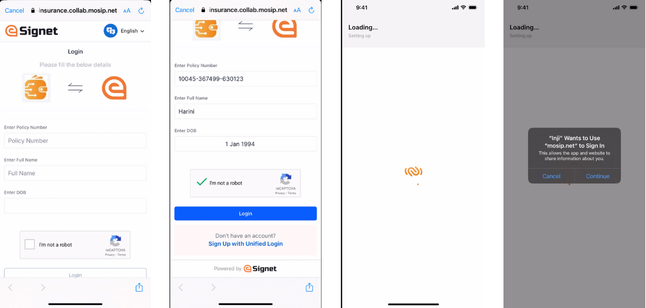 Cancel
insurance.collab.mosip.net
AA
eSignet
English
Login
Please fill the below details
Enter Policy Number
Policy Number
Enter Full Name
Full Name
Enter DOB
I'm not a robot
reCAPTCHA
Privacy - Terms
Login
Cancel
insurance.collab.mosip.net
AA
Enter Policy Number
10045-367499-630123
Enter Full Name
Harini
Enter DOB
1 Jan 1994
I'm not a robot
reCAPTCHA
Privacy - Terms
Login
Don't have an account?
Sign Up with Unified Login
Powered by eSignet
9:41
Loading...
Setting up
9:41
Loading...
Setting up
"Inji" Wants to Use
"mosip.net" to Sign In
This allows the app and website to
share information about you.
Cancel
Continue